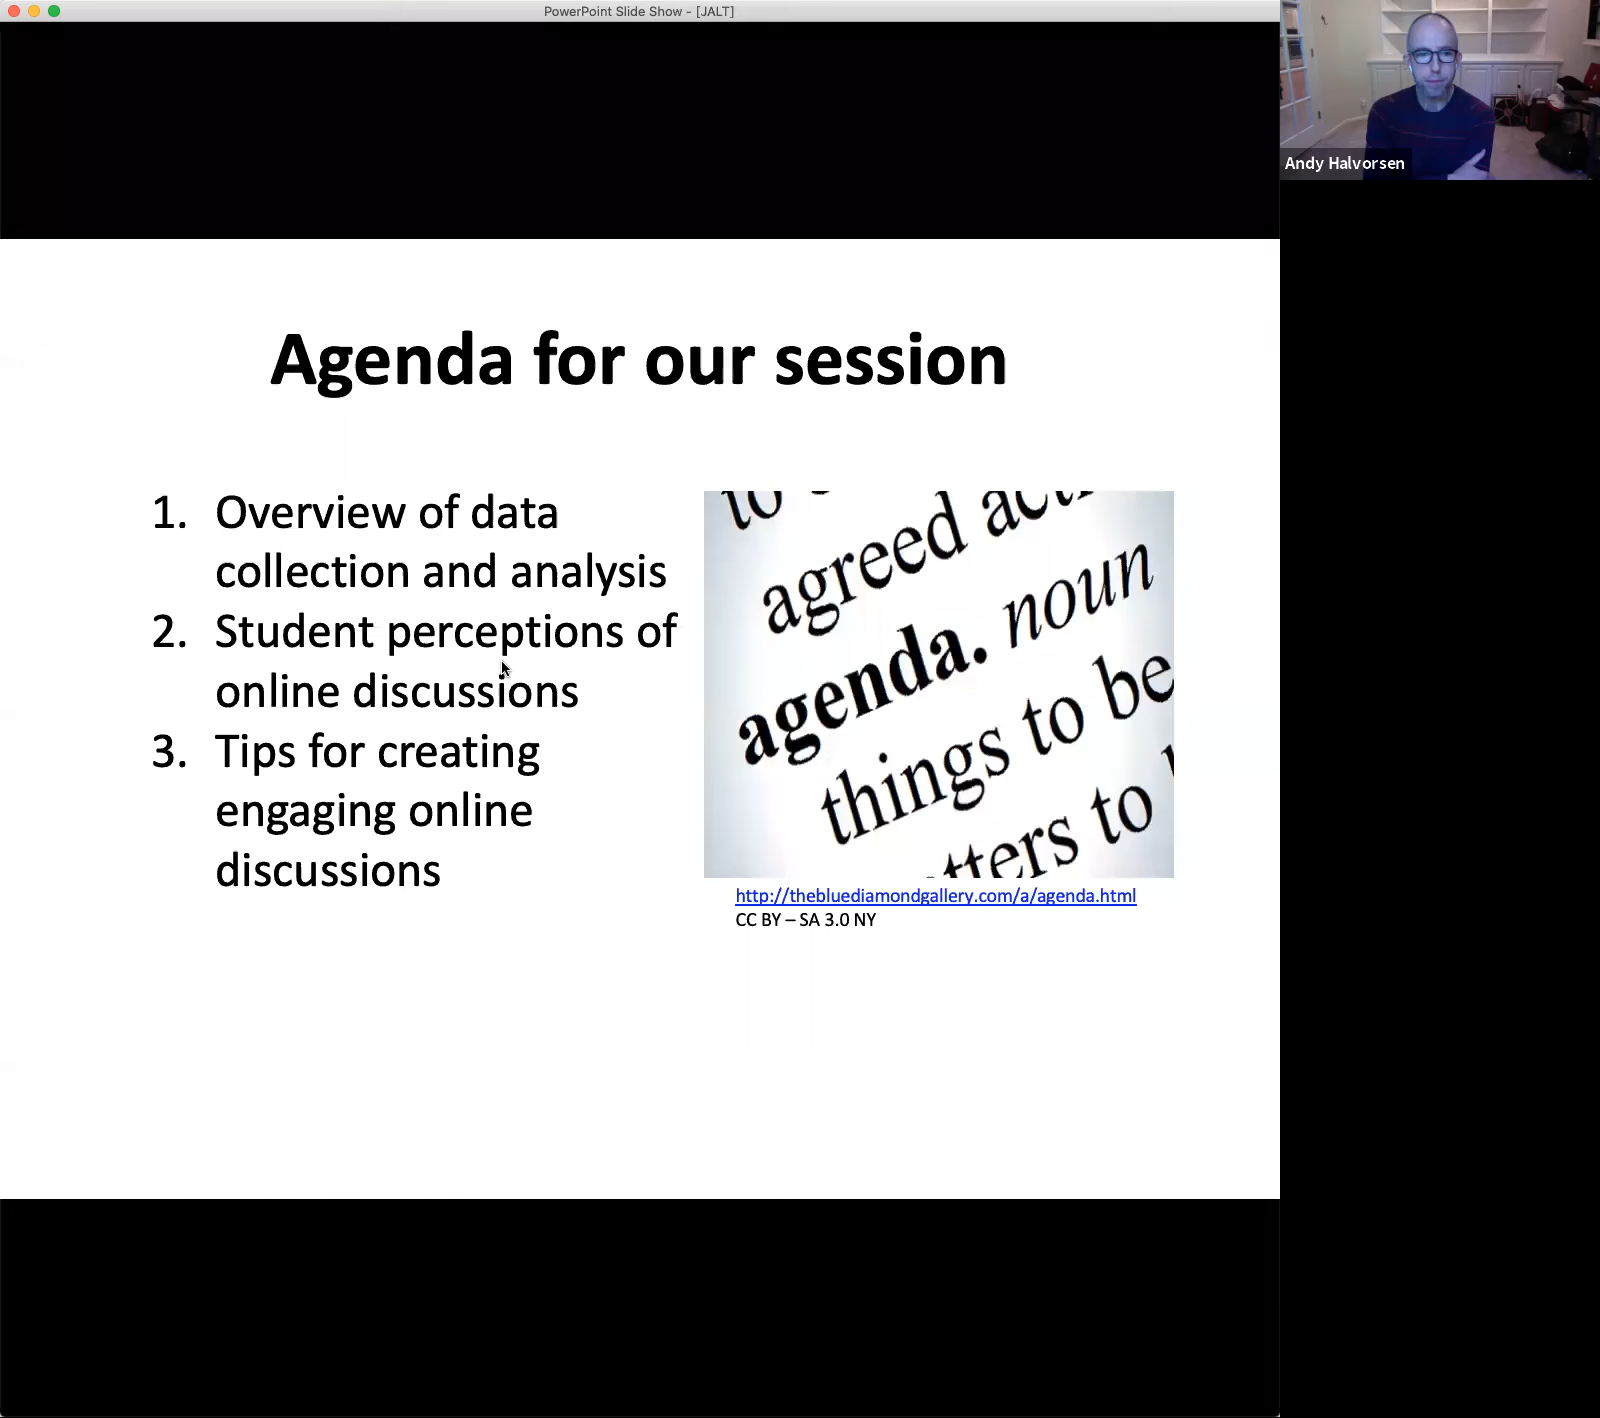 PowerPoint Slide Show - [JALT]
Andy Halvorsen
Agenda for our session
1. Overview of data
collection and analysis
2. Student perceptions of
online discussions
3. Tips for creating
engaging online
discussions
to
agreed
agenda. noun
things to be
to
http://thebluediamondgallery.com/a/agenda.html
CC BY – SA 3.0 NY